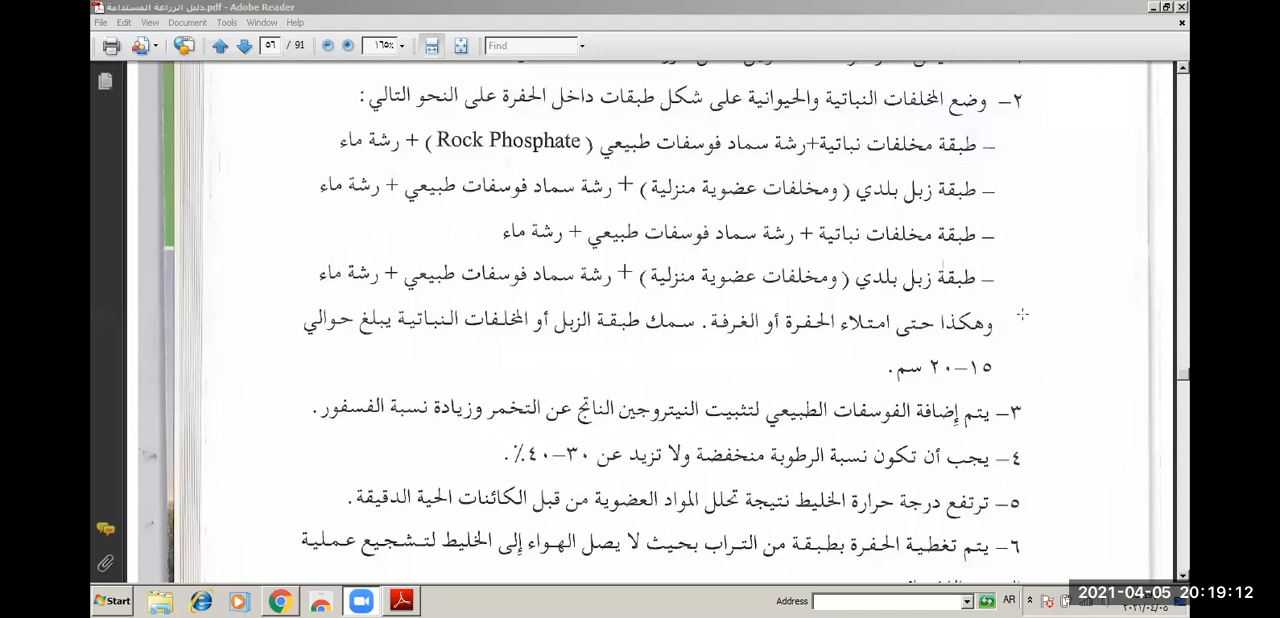 دليل الزراعة المستدامة.pdf - Adobe Reader
File Edit View Document Tools Window Help
٥٦ / 91 ١٦٥% Find
٢– وضع المخلفات النباتية والحيوانية على شكل طبقات داخل الحفرة على النحو التالي:
– طبقة مخلفات نباتية+رشة سماد فوسفات طبيعي (Rock Phosphate) + رشة ماء
– طبقة زبل بلدي (ومخلفات عضوية منزلية) + رشة سماد فوسفات طبيعي + رشة ماء
– طبقة مخلفات نباتية + رشة سماد فوسفات طبيعي + رشة ماء
– طبقة زبل بلدي (ومخلفات عضوية منزلية) + رشة سماد فوسفات طبيعي + رشة ماء
وهكذا حتى امتلاء الحفرة أو الغرفة. سمك طبقة الزبل أو المخلفات النباتية يبلغ حوالي
١٥–٢٠ سم.
٣– يتم إضافة الفوسفات الطبيعي لتثبيت النيتروجين الناتج عن التخمر وزيادة نسبة الفسفور.
٤– يجب أن تكون نسبة الرطوبة منخفضة ولا تزيد عن ٣٠–٤٠٪.
٥– ترتفع درجة حرارة الخليط نتيجة تحلل المواد العضوية من قبل الكائنات الحية الدقيقة.
٦– يتم تغطية الحفرة بطبقة من التراب بحيث لا يصل الهواء إلى الخليط لتشجيع عملية
Start Address AR
2021-04-05 20:19:12
٢٠٢١/٠٤/٠٥